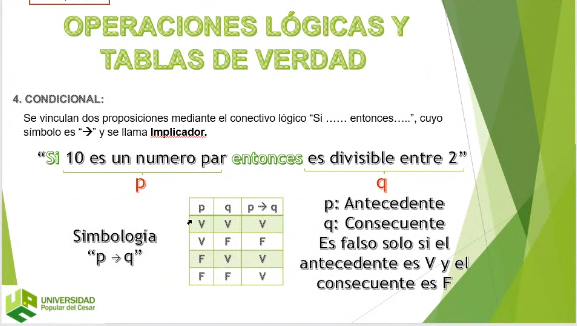 OPERACIONES LÓGICAS Y
TABLAS DE VERDAD
4. CONDICIONAL:
Se vinculan dos proposiciones mediante el conectivo lógico “Si …… entonces…..”, cuyo
símbolo es “→” y se llama Implicador.
“Si 10 es un numero par entonces es divisible entre 2”
p q
Simbologia
“p → q”
p q p → q
V V V
V F F
F V V
F F V
p: Antecedente
q: Consecuente
Es falso solo si el
antecedente es V y el
consecuente es F
UNIVERSIDAD
Popular del Cesar